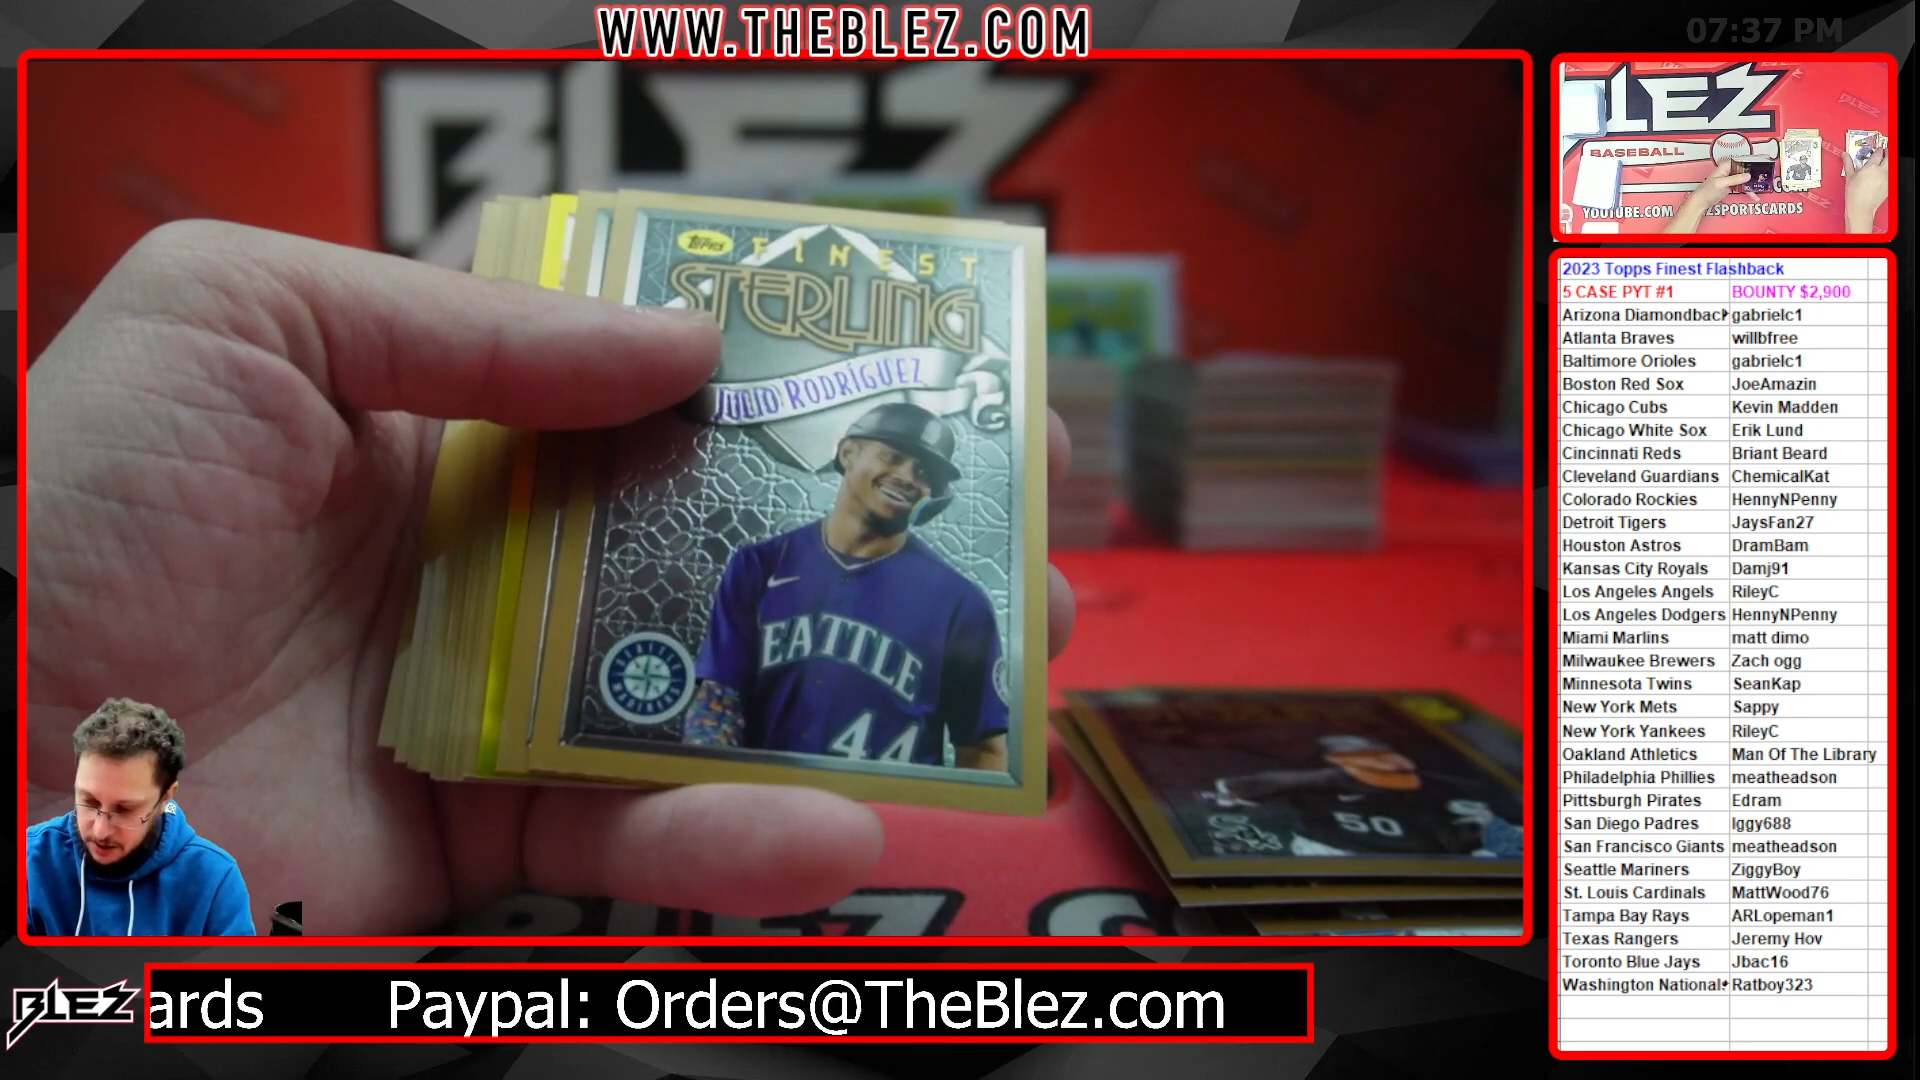 WWW.THEBLEZ.COM
07:37 PM
BLEZ
TOPPS
FINEST
STERLING
JULIO RODRÍGUEZ
SEATTLE
44
50
LEZ
BASEBALL
YOUTUBE.COM
ZSPORTSCARDS
2023 Topps Finest Flashback
5 CASE PYT #1 BOUNTY $2,900
Arizona Diamondback gabrielc1
Atlanta Braves willbfree
Baltimore Orioles gabrielc1
Boston Red Sox JoeAmazin
Chicago Cubs Kevin Madden
Chicago White Sox Erik Lund
Cincinnati Reds Briant Beard
Cleveland Guardians ChemicalKat
Colorado Rockies HennyNPenny
Detroit Tigers JaysFan27
Houston Astros DramBam
Kansas City Royals Damj91
Los Angeles Angels RileyC
Los Angeles Dodgers HennyNPenny
Miami Marlins matt dimo
Milwaukee Brewers Zach ogg
Minnesota Twins SeanKap
New York Mets Sappy
New York Yankees RileyC
Oakland Athletics Man Of The Library
Philadelphia Phillies meatheadson
Pittsburgh Pirates Edram
San Diego Padres Iggy688
San Francisco Giants meatheadson
Seattle Mariners ZiggyBoy
St. Louis Cardinals MattWood76
Tampa Bay Rays ARLopeman1
Texas Rangers Jeremy Hov
Toronto Blue Jays Jbac16
Washington Nationals Ratboy323
BLEZ
ards Paypal: Orders@TheBlez.com